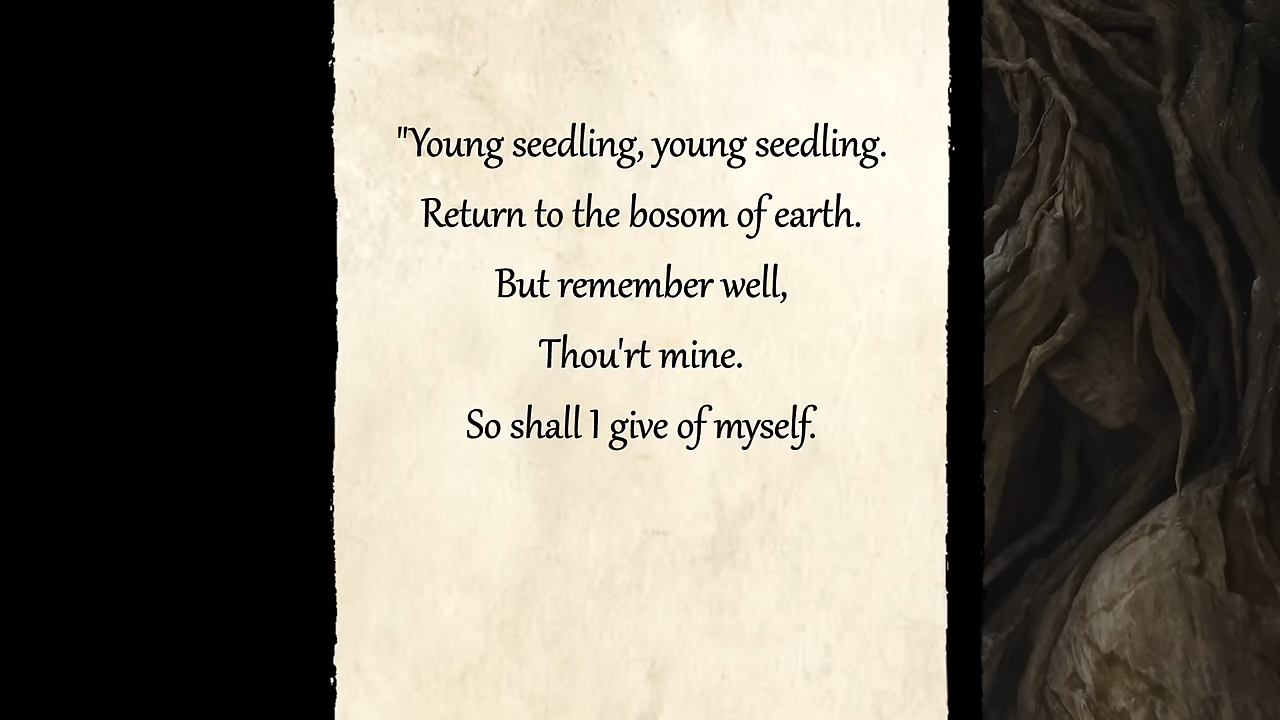 "Young seedling, young seedling.
Return to the bosom of earth.
But remember well,
Thou'rt mine.
So shall I give of myself.